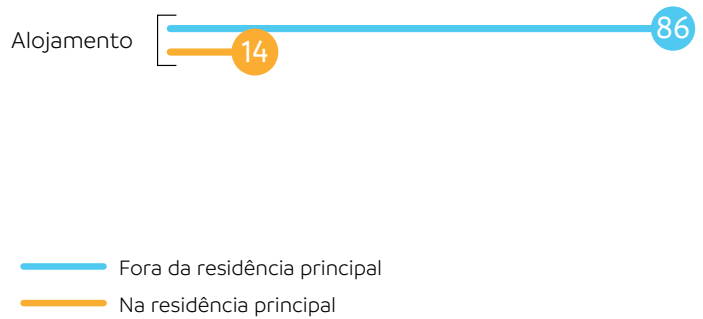 86
Alojamento
14
Fora da residência principal
Na residência principal